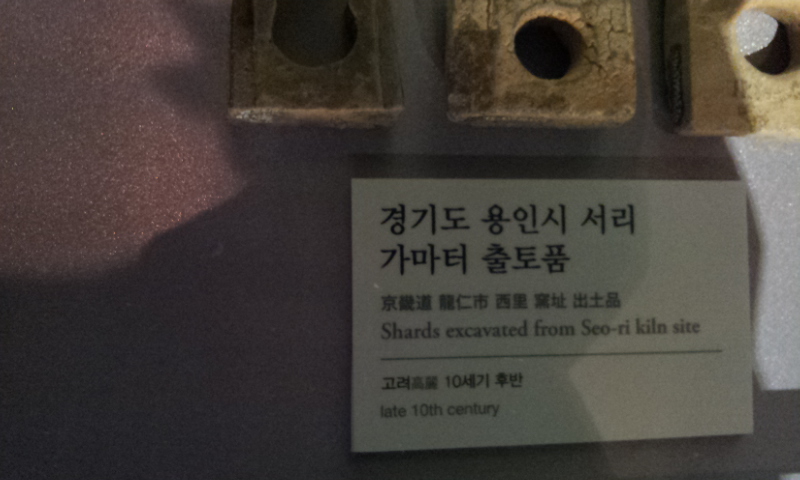 경기도 용인시 서리
가마터 출토품
京畿道 龍仁市 西里 窯址 出土品
Shards excavated from Seo-ri kiln site
고려高麗 10세기 후반
late 10th century